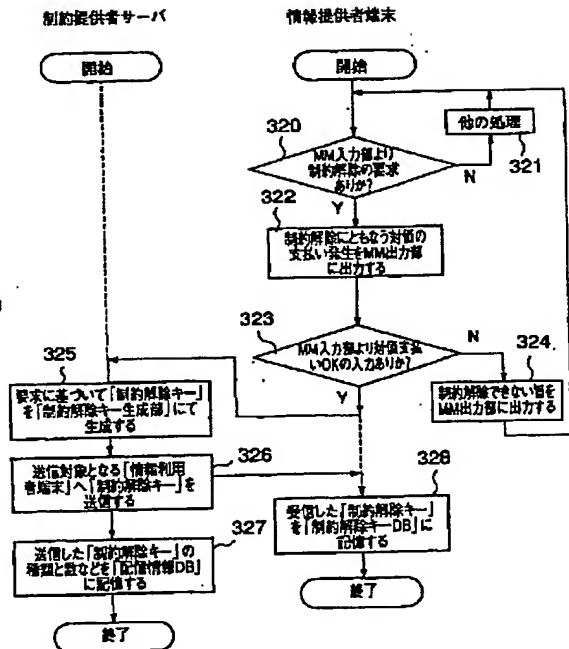 制約提供者サーバ
情報提供者端末
開始
開始
320
MM入力部より
制約解除の要求
ありか?
N
他の処理
321
322
Y
制約解除にともなう対価の
支払い発生をMM出力部
に出力する
323
MM入力部より対価支払
いOKの入力ありか?
N
324
制約解除できない旨を
MM出力部に出力する
Y
325
要求に基づいて「制約解除キー」
を「制約解除キー生成部」にて
生成する
326
送信対象となる「情報利用
者端末」へ「制約解除キー」を
送信する
327
送信した「制約解除キー」の
種類と数などを「配信情報DB」
に記憶する
終了
328
受信した「制約解除キー」
を「制約解除キーDB」に
記憶する
終了